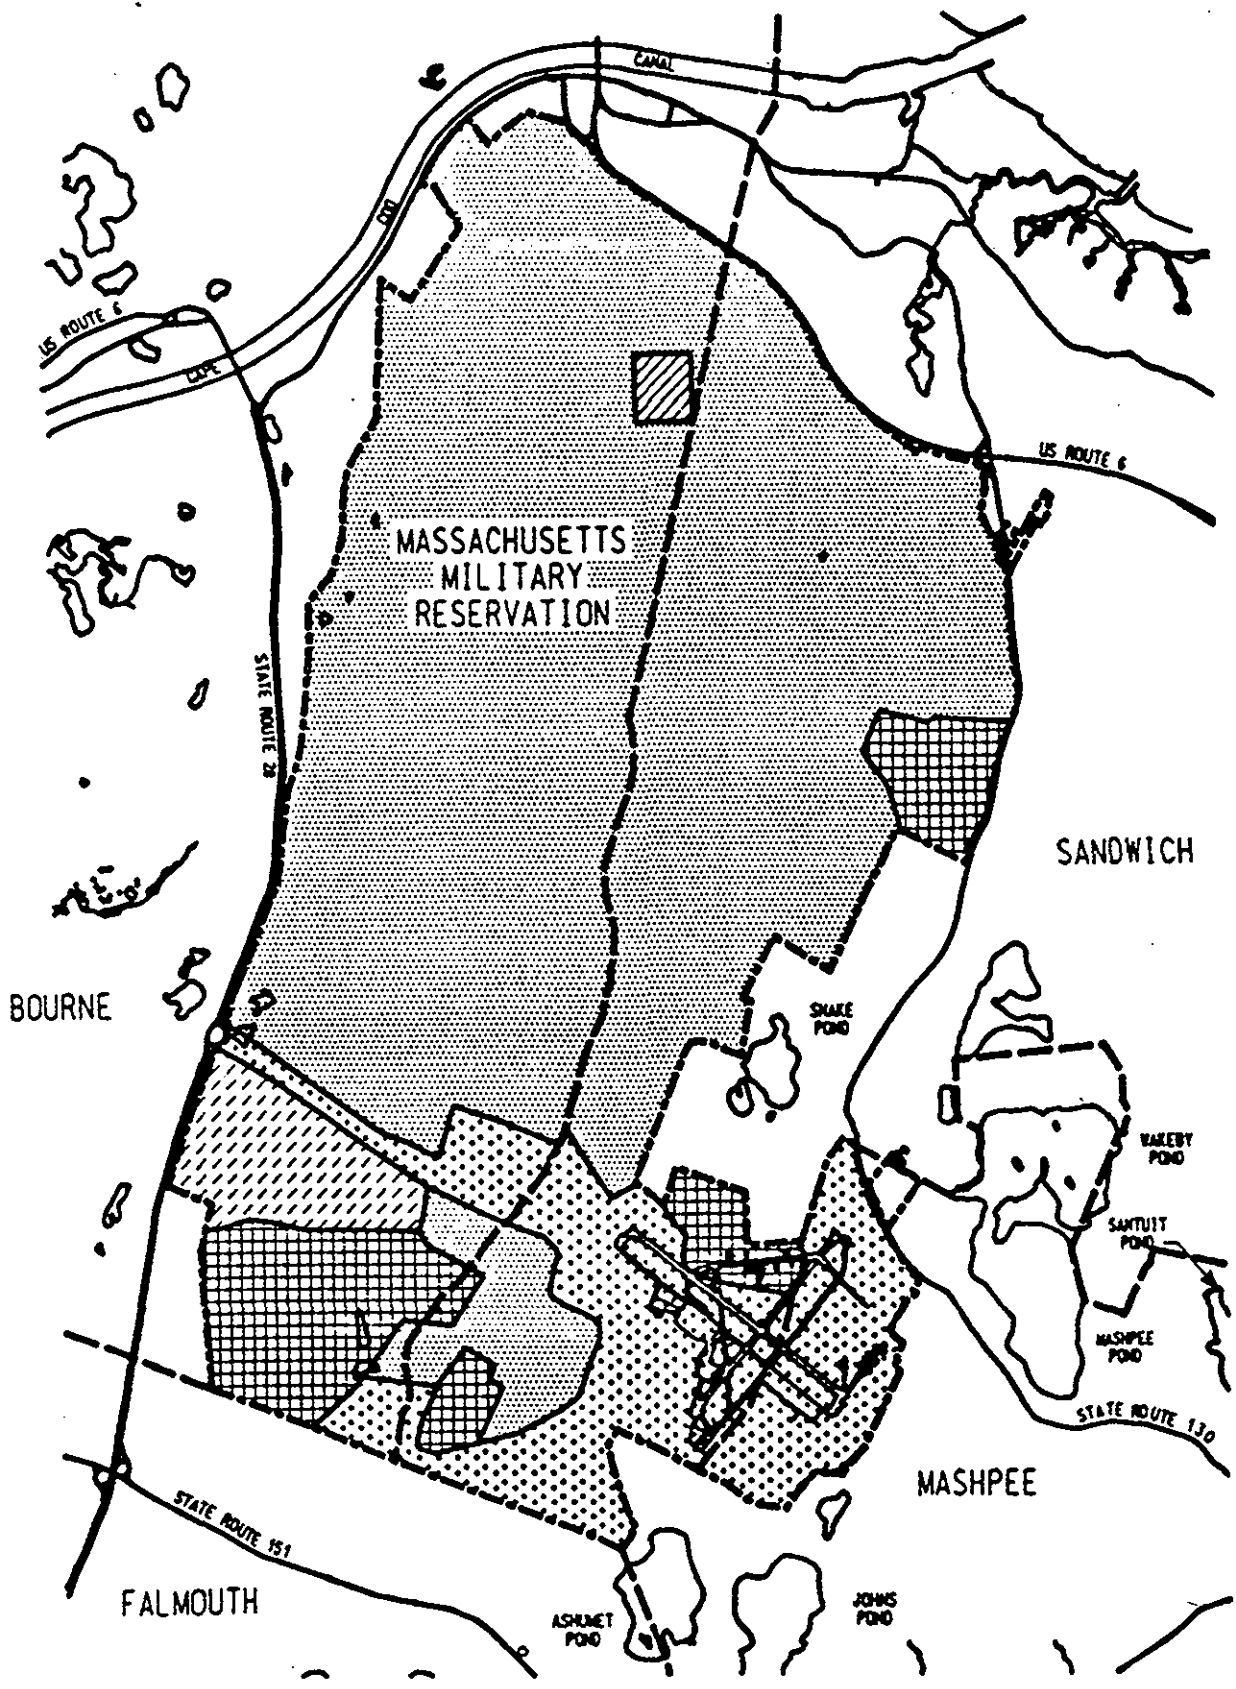 CANAL
COD
US ROUTE 6
CAPE
US ROUTE 6
MASSACHUSETTS
MILITARY
RESERVATION
STATE ROUTE 28
SANDWICH
BOURNE
SNAKE
POND
WAKEBY
POND
SANTUIT
POND
MASHPEE
POND
STATE ROUTE 130
MASHPEE
STATE ROUTE 151
FALMOUTH
ASHUMET
POND
JOHNS
POND